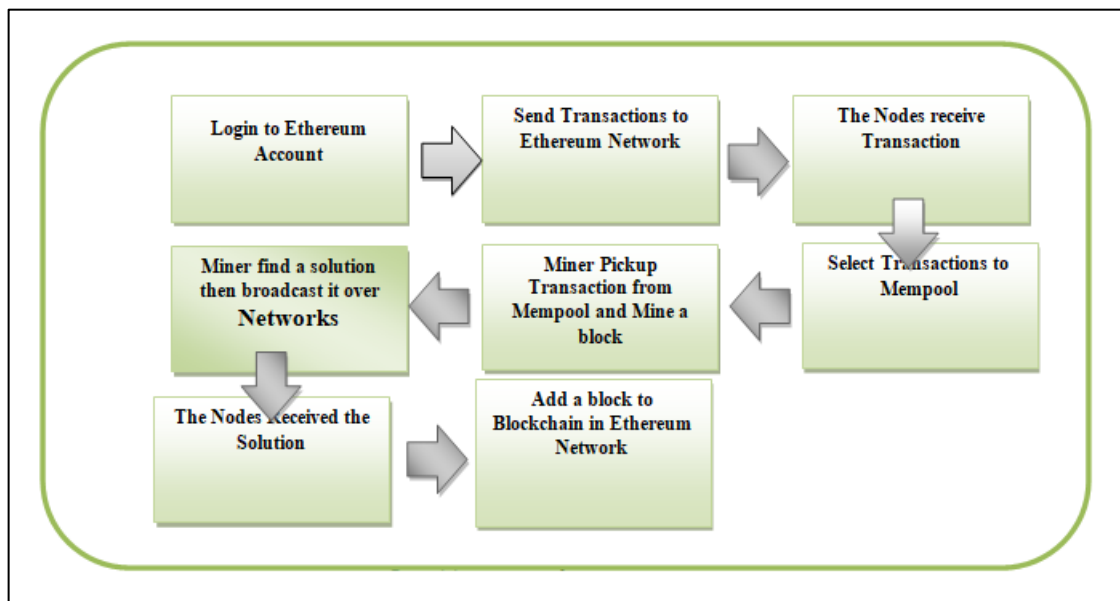 Login to Ethereum
Account
Send Transactions to
Ethereum Network
The Nodes receive
Transaction
Select Transactions to
Mempool
Miner Pickup
Transaction from
Mempool and Mine a
block
Miner find a solution
then broadcast it over
Networks
The Nodes Received the
Solution
Add a block to
Blockchain in Ethereum
Network